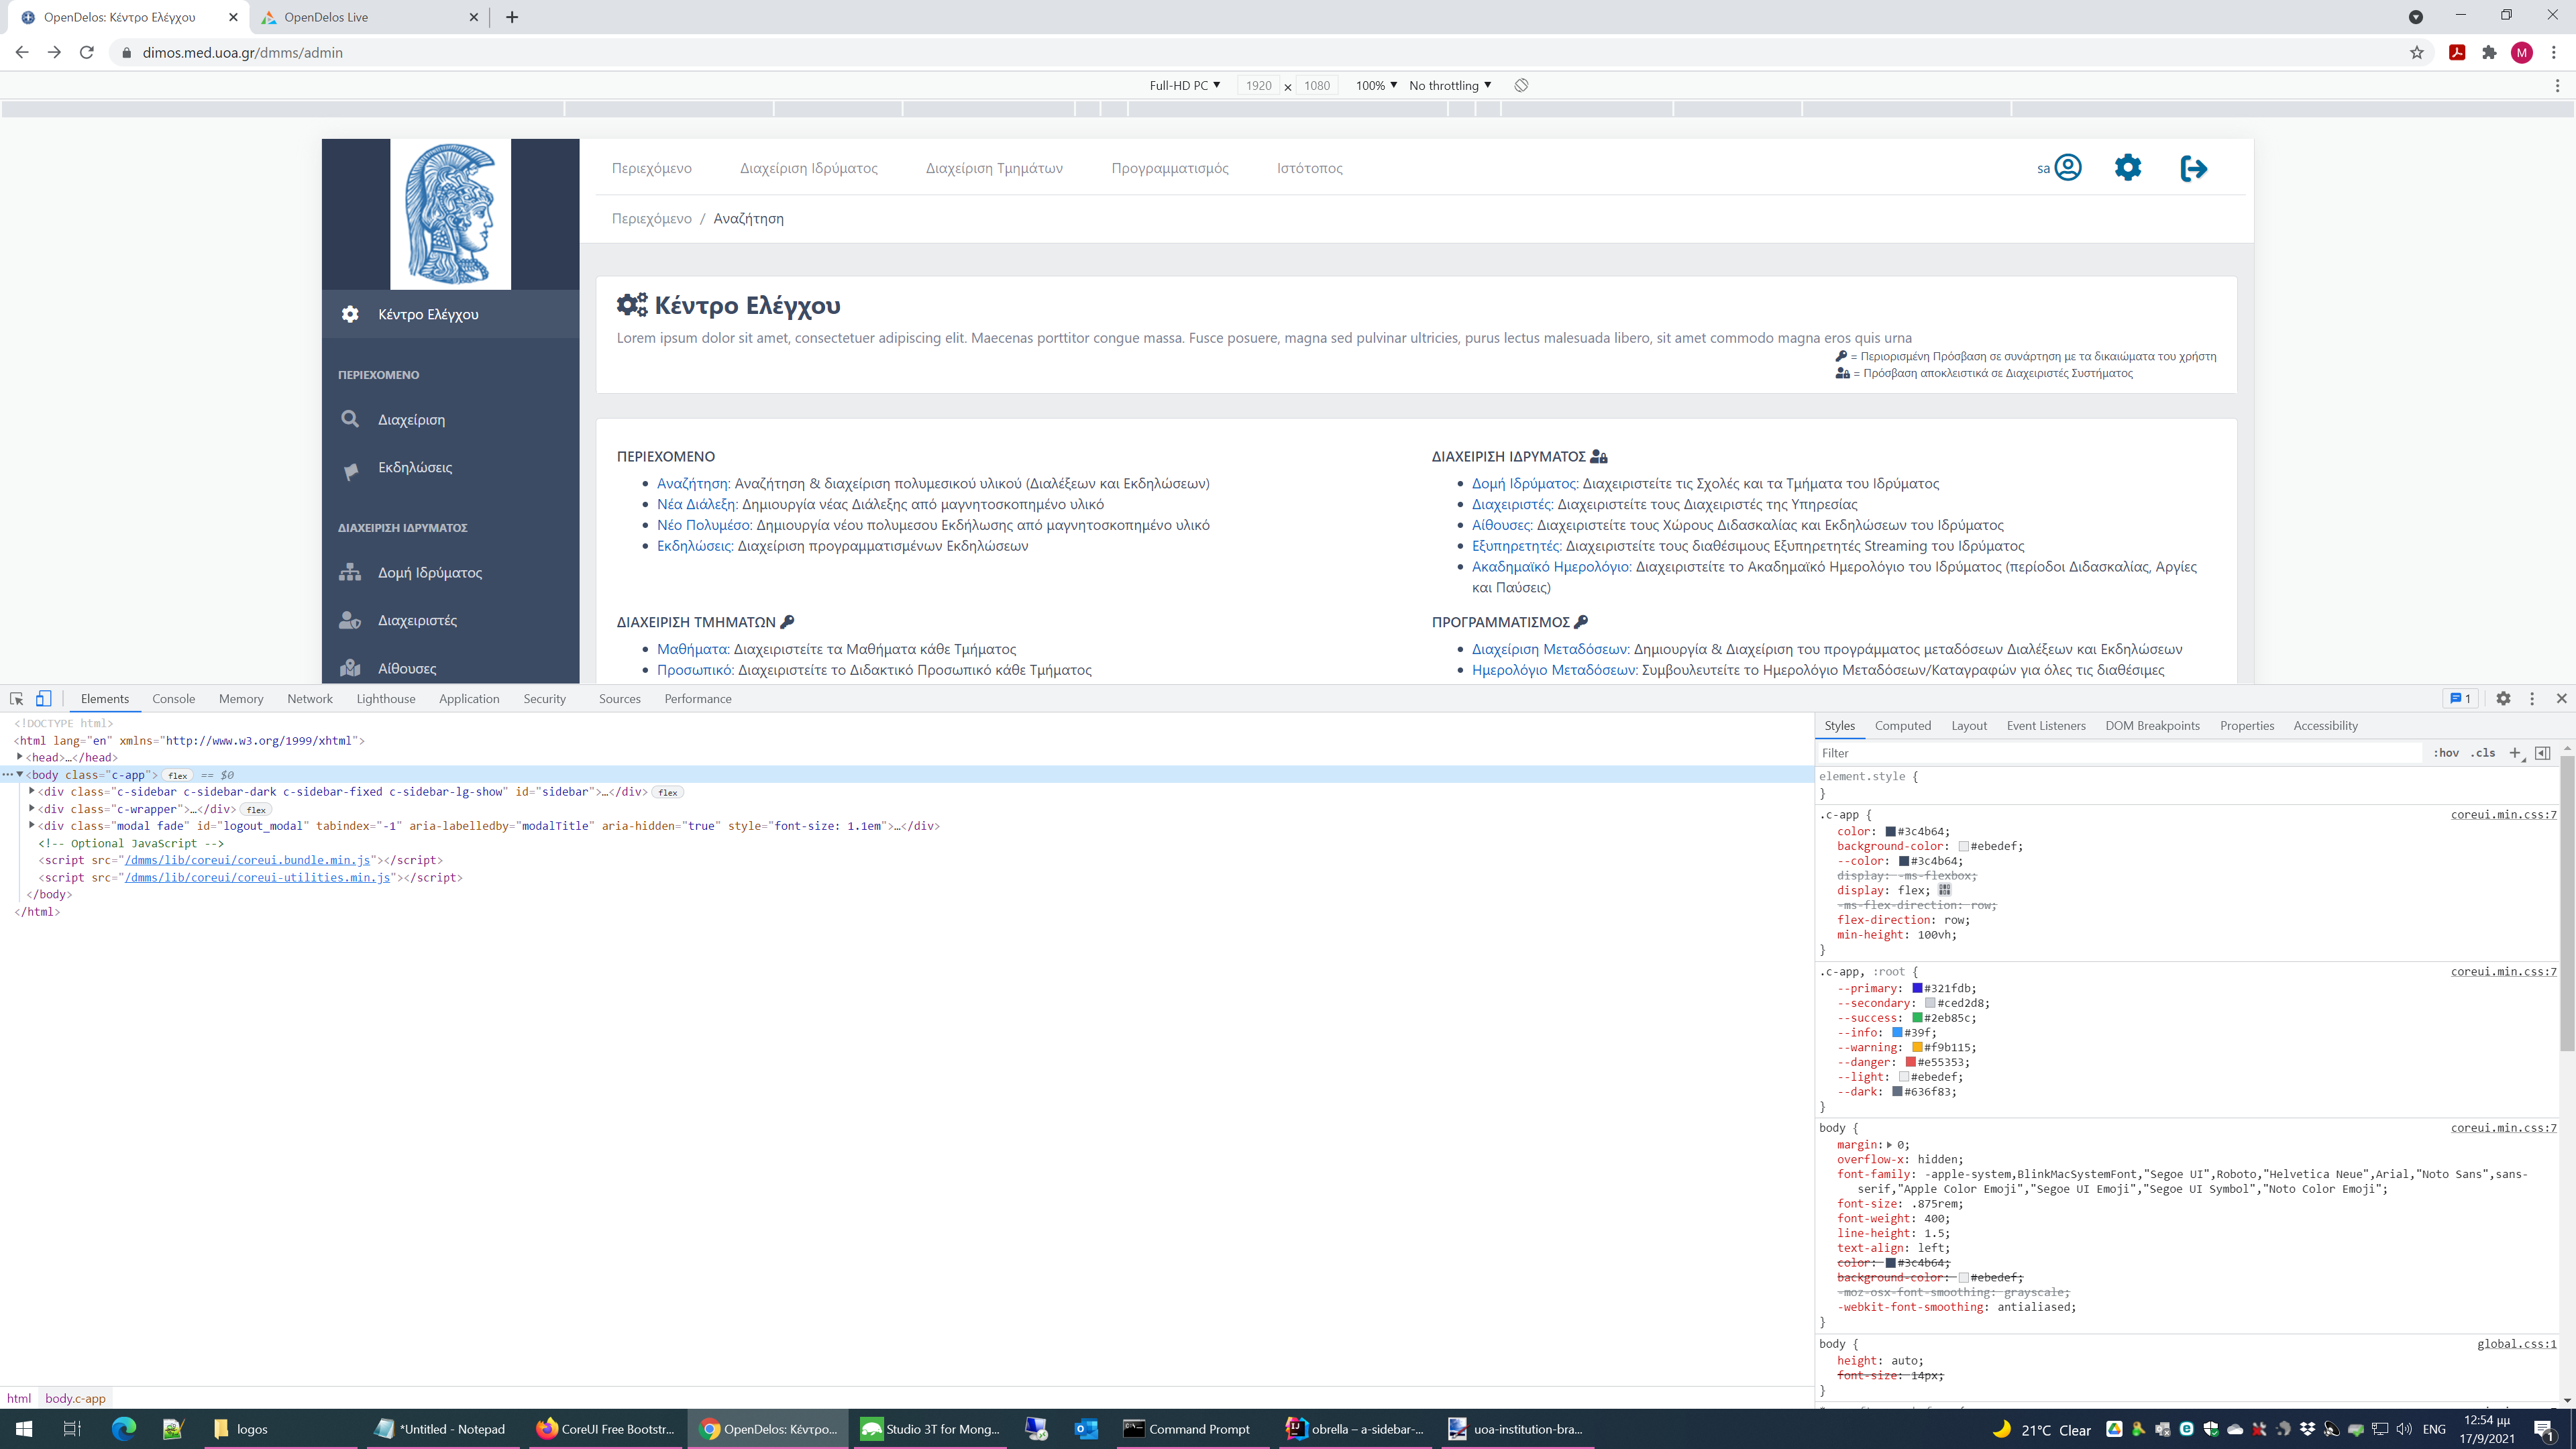 OpenDelos: Κέντρο Ελέγχου
OpenDelos Live
dimos.med.uoa.gr/dmms/admin
M
Full-HD PC ▼ 1920 x 1080 100% ▼ No throttling ▼
Περιεχόμενο Διαχείριση Ιδρύματος Διαχείριση Τμημάτων Προγραμματισμός Ιστότοπος sa
Περιεχόμενο / Αναζήτηση
Κέντρο Ελέγχου
ΠΕΡΙΕΧΟΜΕΝΟ
Διαχείριση
Εκδηλώσεις
ΔΙΑΧΕΙΡΙΣΗ ΙΔΡΥΜΑΤΟΣ
Δομή Ιδρύματος
Διαχειριστές
Αίθουσες
Κέντρο Ελέγχου
Lorem ipsum dolor sit amet, consectetuer adipiscing elit. Maecenas porttitor congue massa. Fusce posuere, magna sed pulvinar ultricies, purus lectus malesuada libero, sit amet commodo magna eros quis urna
= Περιορισμένη Πρόσβαση σε συνάρτηση με τα δικαιώματα του χρήστη
= Πρόσβαση αποκλειστικά σε Διαχειριστές Συστήματος
ΠΕΡΙΕΧΟΜΕΝΟ
Αναζήτηση: Αναζήτηση & διαχείριση πολυμεσικού υλικού (Διαλέξεων και Εκδηλώσεων)
Νέα Διάλεξη: Δημιουργία νέας Διάλεξης από μαγνητοσκοπημένο υλικό
Νέο Πολυμέσο: Δημιουργία νέου πολυμεσου Εκδήλωσης από μαγνητοσκοπημένο υλικό
Εκδηλώσεις: Διαχείριση προγραμματισμένων Εκδηλώσεων
ΔΙΑΧΕΙΡΙΣΗ ΙΔΡΥΜΑΤΟΣ
Δομή Ιδρύματος: Διαχειριστείτε τις Σχολές και τα Τμήματα του Ιδρύματος
Διαχειριστές: Διαχειριστείτε τους Διαχειριστές της Υπηρεσίας
Αίθουσες: Διαχειριστείτε τους Χώρους Διδασκαλίας και Εκδηλώσεων του Ιδρύματος
Εξυπηρετητές: Διαχειριστείτε τους διαθέσιμους Εξυπηρετητές Streaming του Ιδρύματος
Ακαδημαϊκό Ημερολόγιο: Διαχειριστείτε το Ακαδημαϊκό Ημερολόγιο του Ιδρύματος (περίοδοι Διδασκαλίας, Αργίες
και Παύσεις)
ΔΙΑΧΕΙΡΙΣΗ ΤΜΗΜΑΤΩΝ
Μαθήματα: Διαχειριστείτε τα Μαθήματα κάθε Τμήματος
Προσωπικό: Διαχειριστείτε το Διδακτικό Προσωπικό κάθε Τμήματος
ΠΡΟΓΡΑΜΜΑΤΙΣΜΟΣ
Διαχείριση Μεταδόσεων: Δημιουργία & Διαχείριση του προγράμματος μεταδόσεων Διαλέξεων και Εκδηλώσεων
Ημερολόγιο Μεταδόσεων: Συμβουλευτείτε το Ημερολόγιο Μεταδόσεων/Καταγραφών για όλες τις διαθέσιμες
Elements Console Memory Network Lighthouse Application Security Sources Performance 1
<!DOCTYPE html>
<html lang="en" xmlns="http://www.w3.org/1999/xhtml">
<head>…</head>
<body class="c-app"> flex == $0
<div class="c-sidebar c-sidebar-dark c-sidebar-fixed c-sidebar-lg-show" id="sidebar">…</div> flex
<div class="c-wrapper">…</div> flex
<div class="modal fade" id="logout_modal" tabindex="-1" aria-labelledby="modalTitle" aria-hidden="true" style="font-size: 1.1em">…</div>
<!-- Optional JavaScript -->
<script src="/dmms/lib/coreui/coreui.bundle.min.js"></script>
<script src="/dmms/lib/coreui/coreui-utilities.min.js"></script>
</body>
</html>
html body.c-app
Styles Computed Layout Event Listeners DOM Breakpoints Properties Accessibility
Filter :hov .cls +
element.style {
}
.c-app { coreui.min.css:7
color: #3c4b64;
background-color: #ebedef;
--color: #3c4b64;
display: -ms-flexbox;
display: flex;
-ms-flex-direction: row;
flex-direction: row;
min-height: 100vh;
}
.c-app, :root { coreui.min.css:7
--primary: #321fdb;
--secondary: #ced2d8;
--success: #2eb85c;
--info: #39f;
--warning: #f9b115;
--danger: #e55353;
--light: #ebedef;
--dark: #636f83;
}
body { coreui.min.css:7
margin: 0;
overflow-x: hidden;
font-family: -apple-system,BlinkMacSystemFont,"Segoe UI",Roboto,"Helvetica Neue",Arial,"Noto Sans",sans-
serif,"Apple Color Emoji","Segoe UI Emoji","Segoe UI Symbol","Noto Color Emoji";
font-size: .875rem;
font-weight: 400;
line-height: 1.5;
text-align: left;
color: #3c4b64;
background-color: #ebedef;
-moz-osx-font-smoothing: grayscale;
-webkit-font-smoothing: antialiased;
}
body { global.css:1
height: auto;
font-size: 14px;
}
logos *Untitled - Notepad CoreUI Free Bootstr... OpenDelos: Κέντρο... Studio 3T for Mong... Command Prompt obrella – a-sidebar-... uoa-institution-bra... 21°C Clear ENG 12:54 μμ
17/9/2021 1